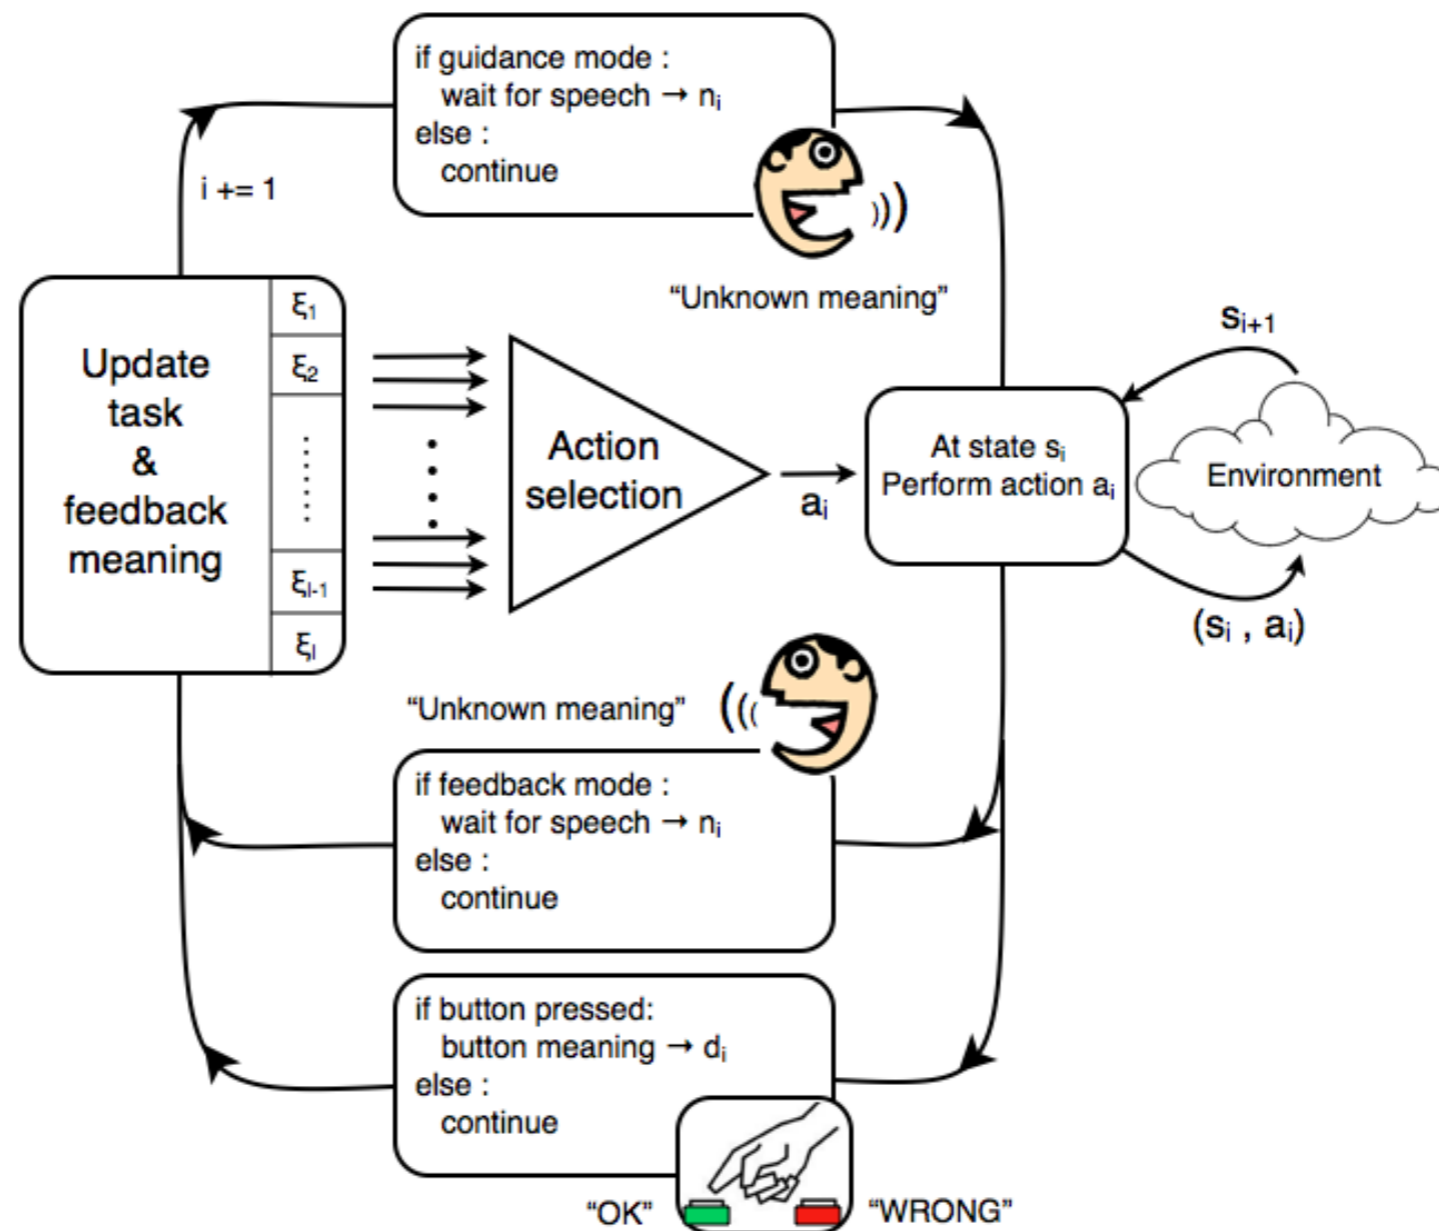 if guidance mode :
wait for speech → nᵢ
else :
continue
i += 1
“Unknown meaning”
Update
task
&
feedback
meaning
ξ₁
ξ₂
ξₗ₋₁
ξₗ
Action
selection
aᵢ
At state sᵢ
Perform action aᵢ
sᵢ₊₁
Environment
(sᵢ , aᵢ)
“Unknown meaning”
if feedback mode :
wait for speech → nᵢ
else :
continue
if button pressed:
button meaning → dᵢ
else :
continue
“OK”
“WRONG”